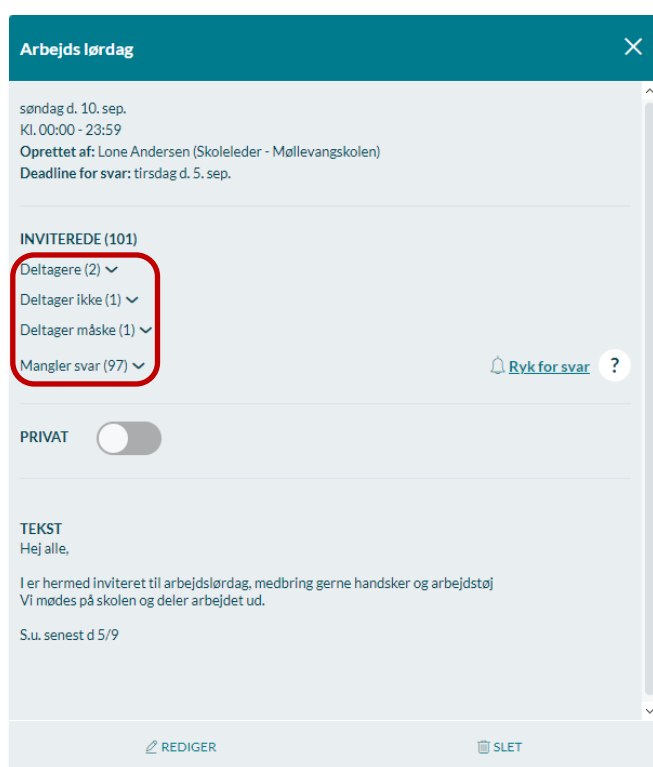 Arbejds lørdag
søndag d. 10. sep.
Kl. 00:00 - 23:59
Oprettet af: Lone Andersen (Skoleleder - Møllevangskolen)
Deadline for svar: tirsdag d. 5. sep.
INVITEREDE (101)
Deltagere (2)
Deltager ikke (1)
Deltager måske (1)
Mangler svar (97) Ryk for svar ?
PRIVAT
TEKST
Hej alle,
I er hermed inviteret til arbejdslørdag, medbring gerne handsker og arbejdstøj
Vi mødes på skolen og deler arbejdet ud.
S.u. senest d 5/9
REDIGER SLET